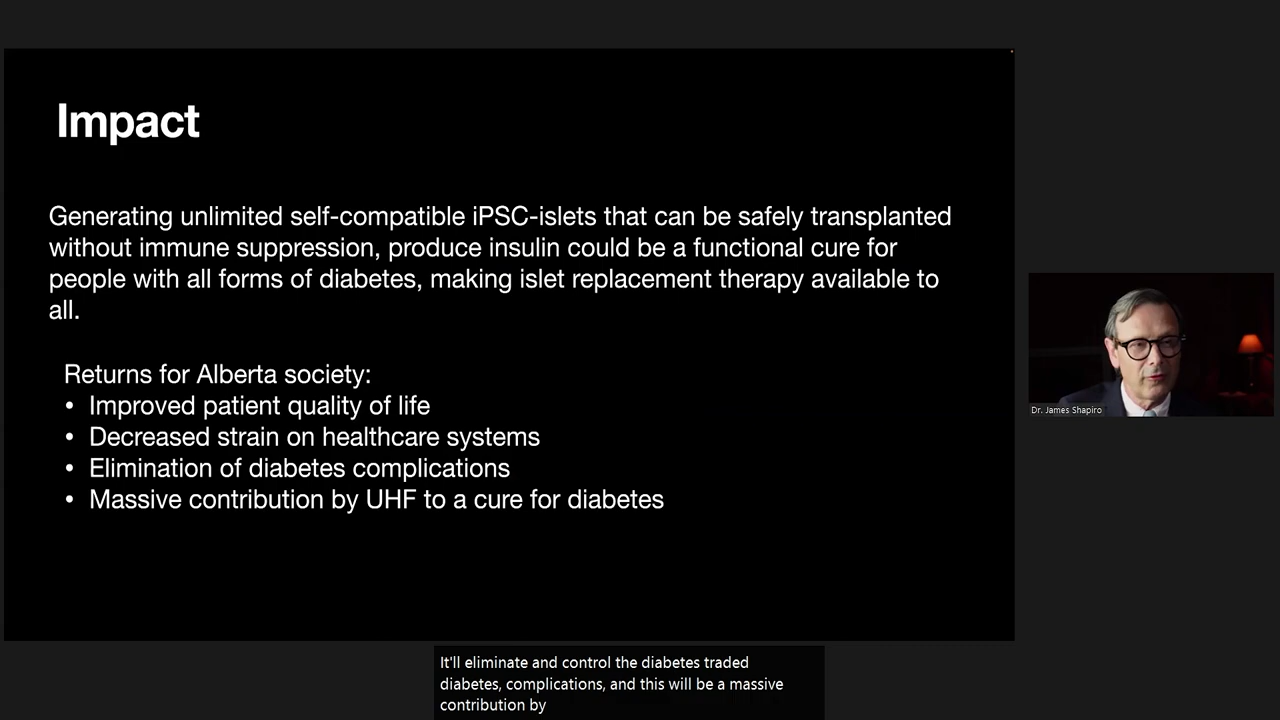 Impact
Generating unlimited self-compatible iPSC-islets that can be safely transplanted
without immune suppression, produce insulin could be a functional cure for
people with all forms of diabetes, making islet replacement therapy available to
all.
Returns for Alberta society:
• Improved patient quality of life
• Decreased strain on healthcare systems
• Elimination of diabetes complications
• Massive contribution by UHF to a cure for diabetes
Dr. James Shapiro
It'll eliminate and control the diabetes traded
diabetes, complications, and this will be a massive
contribution by